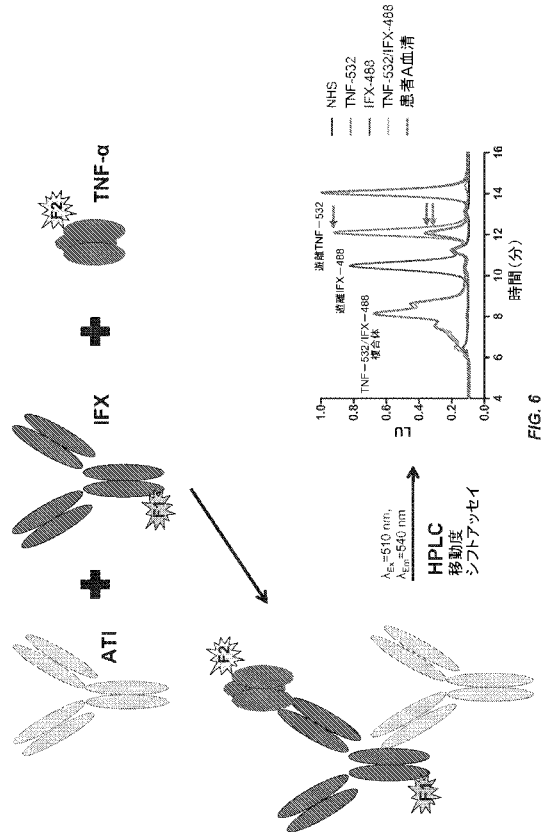 ATI
IFX
TNF-α
F1
F2
F2
F1
λEx=510 nm,
λEm=540 nm
HPLC
移動度
シフトアッセイ
LU
1.0
0.8
0.6
0.4
0.2
0.0
4
6
8
10
12
14
16
時間(分)
TNF-532/IFX-488
複合体
遊離IFX-488
遊離TNF-532
NHS
TNF-532
IFX-488
TNF-532/IFX-488
患者A血清
FIG. 6